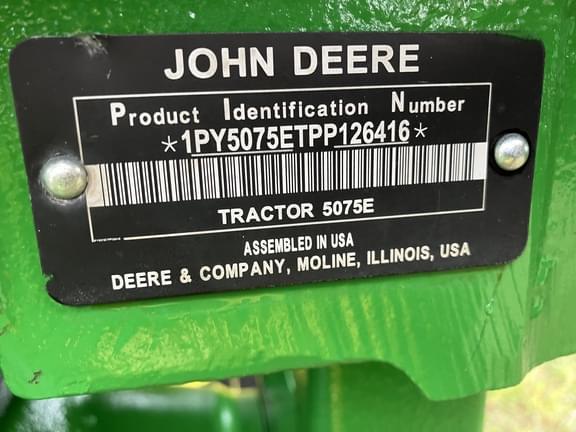 JOHN DEERE
Product Identification Number
*1PY5075ETPP126416*
TRACTOR 5075E
ASSEMBLED IN USA
DEERE & COMPANY, MOLINE, ILLINOIS, USA